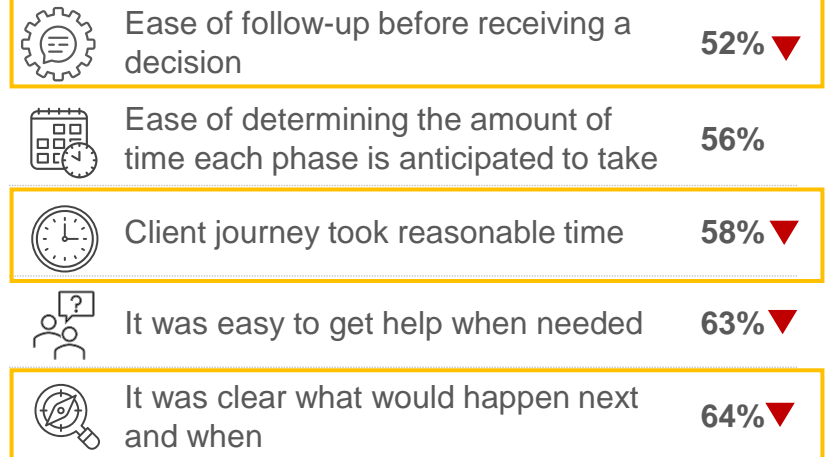 Ease of follow-up before receiving a
decision
52%
Ease of determining the amount of
time each phase is anticipated to take
56%
Client journey took reasonable time
58%
?
It was easy to get help when needed
63%
It was clear what would happen next
and when
64%